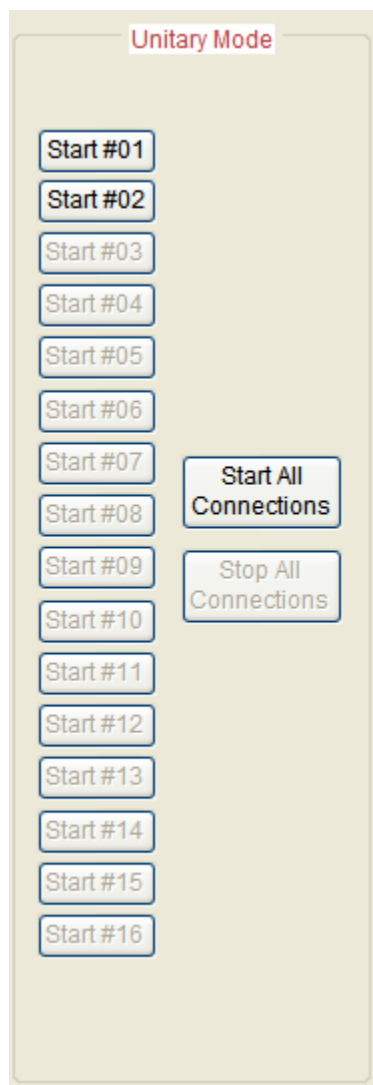 Unitary Mode
Start #01
Start #02
Start #03
Start #04
Start #05
Start #06
Start #07
Start #08
Start #09
Start #10
Start #11
Start #12
Start #13
Start #14
Start #15
Start #16
Start All
Connections
Stop All
Connections